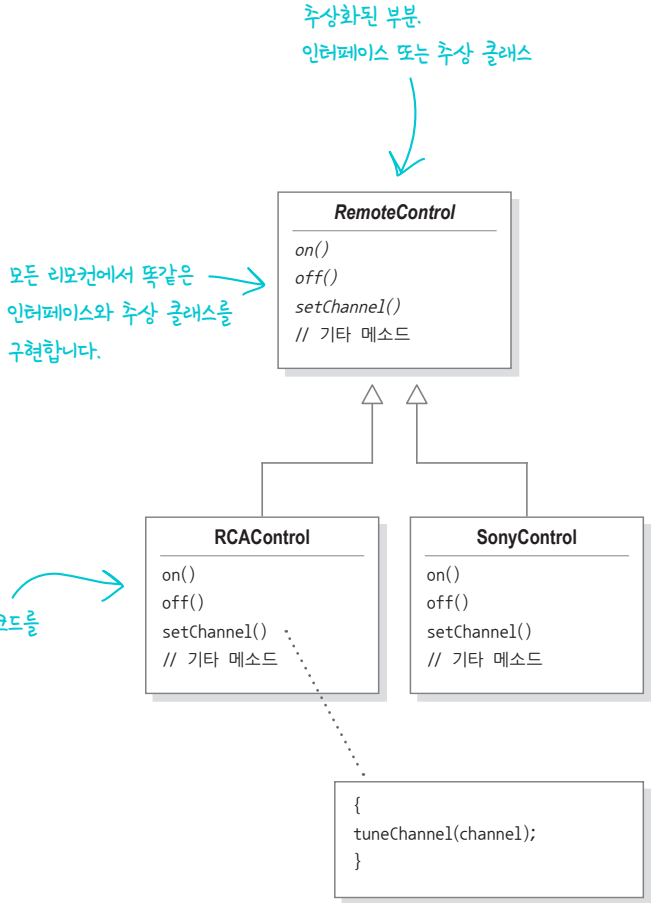 추상화된 부분.
인터페이스 또는 추상 클래스
RemoteControl
on()
off()
setChannel()
// 기타 메소드
모든 리모컨에서 똑같은
인터페이스와 추상 클래스를
구현합니다.
RCAControl
on()
off()
setChannel()
// 기타 메소드
SonyControl
on()
off()
setChannel()
// 기타 메소드
{
tuneChannel(channel);
}